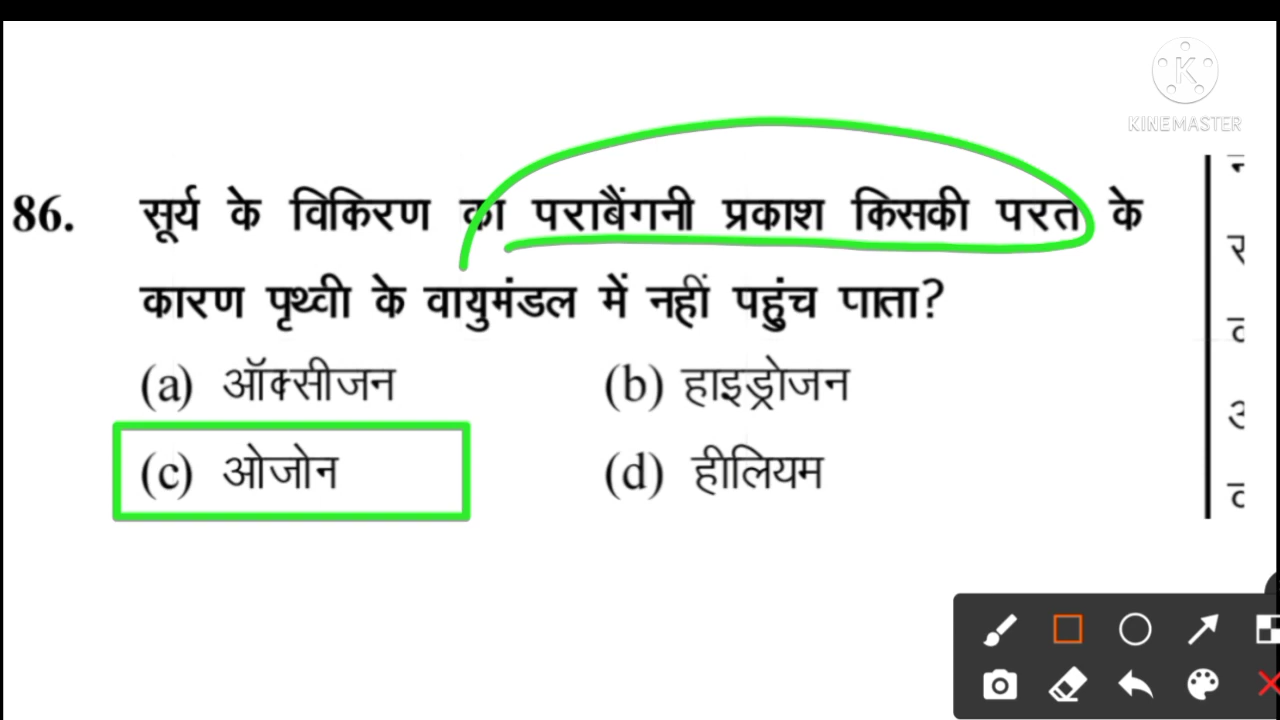 KINEMASTER
86. सूर्य के विकिरण का पराबैंगनी प्रकाश किसकी परत के
कारण पृथ्वी के वायुमंडल में नहीं पहुंच पाता?
(a) ऑक्सीजन (b) हाइड्रोजन
(c) ओजोन (d) हीलियम